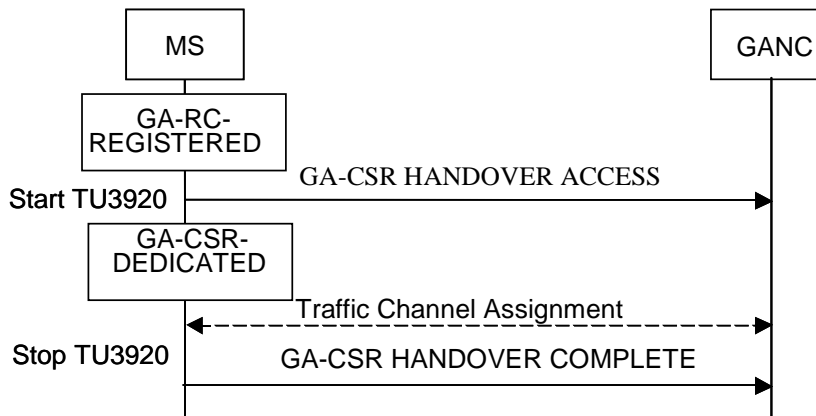 MS
GANC
GA-RC-
REGISTERED
GA-CSR HANDOVER ACCESS
Start TU3920
GA-CSR-
DEDICATED
Traffic Channel Assignment
Stop TU3920
GA-CSR HANDOVER COMPLETE